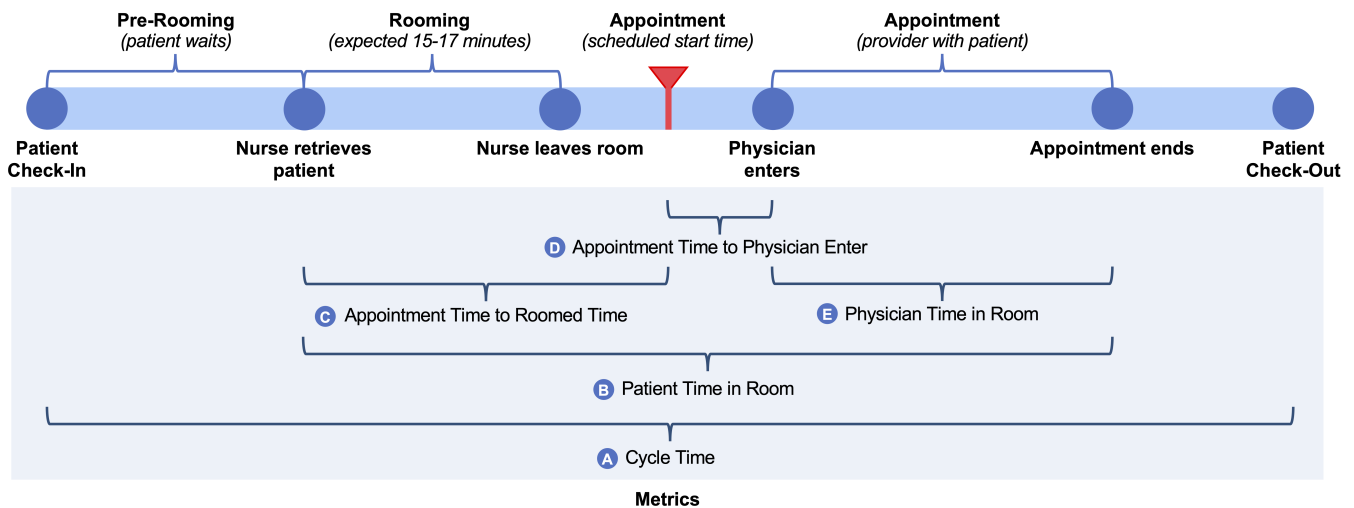 Pre-Rooming
(patient waits)
Rooming
(expected 15-17 minutes)
Appointment
(scheduled start time)
Appointment
(provider with patient)
Patient
Check-In
Nurse retrieves
patient
Nurse leaves room
Physician
enters
Appointment ends
Patient
Check-Out
D Appointment Time to Physician Enter
C Appointment Time to Roomed Time
E Physician Time in Room
B Patient Time in Room
A Cycle Time
Metrics